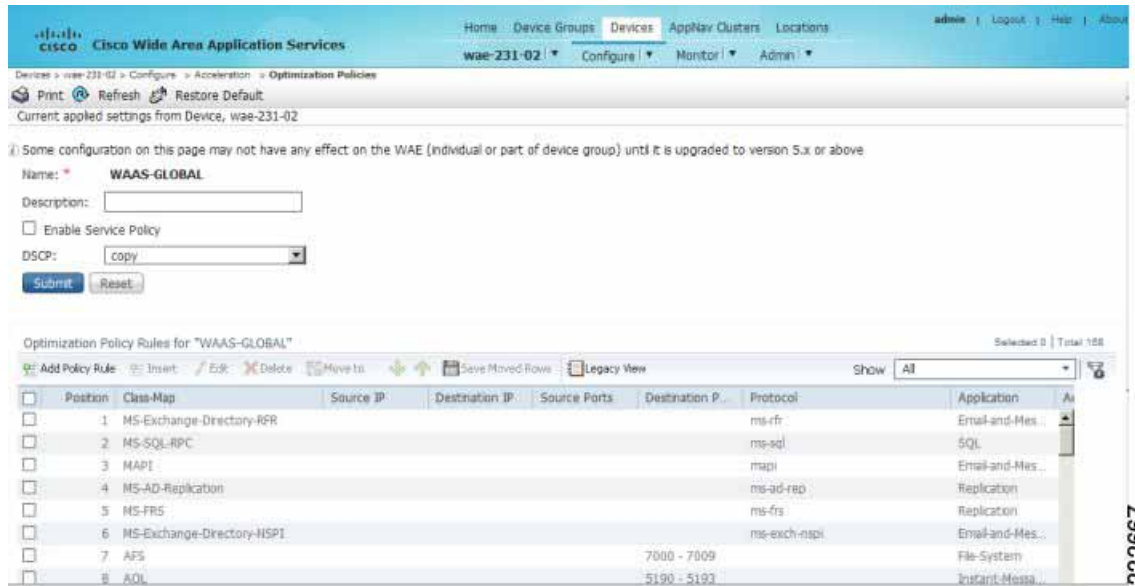 cisco Cisco Wide Area Application Services
Home Device Groups Devices AppNav Clusters Locations
admin | Logout | Help | About
wae-231-02 Configure Monitor Admin
Devices > wae-231-02 > Configure > Acceleration > Optimization Policies
Print Refresh Restore Default
Current applied settings from Device, wae-231-02
Some configuration on this page may not have any effect on the WAE (individual or part of device group) until it is upgraded to version 5.x or above
Name: * WAAS-GLOBAL
Description:
Enable Service Policy
DSCP: copy
Submit Reset
Optimization Policy Rules for "WAAS-GLOBAL"
Selected 0 | Total 168
Add Policy Rule Insert Edit Delete Move to Save Moved Rows Legacy View Show All
Position Class-Map Source IP Destination IP Source Ports Destination P... Protocol Application
1 MS-Exchange-Directory-RFR ms-rfr Email-and-Mes...
2 MS-SQL-RPC ms-sql SQL
3 MAPI mapi Email-and-Mes...
4 MS-AD-Replication ms-ad-rep Replication
5 MS-FRS ms-frs Replication
6 MS-Exchange-Directory-NSPI ms-exch-nspi Email-and-Mes...
7 AFS 7000 - 7009 File-System
8 AOL 5190 - 5193 Instant-Messa...